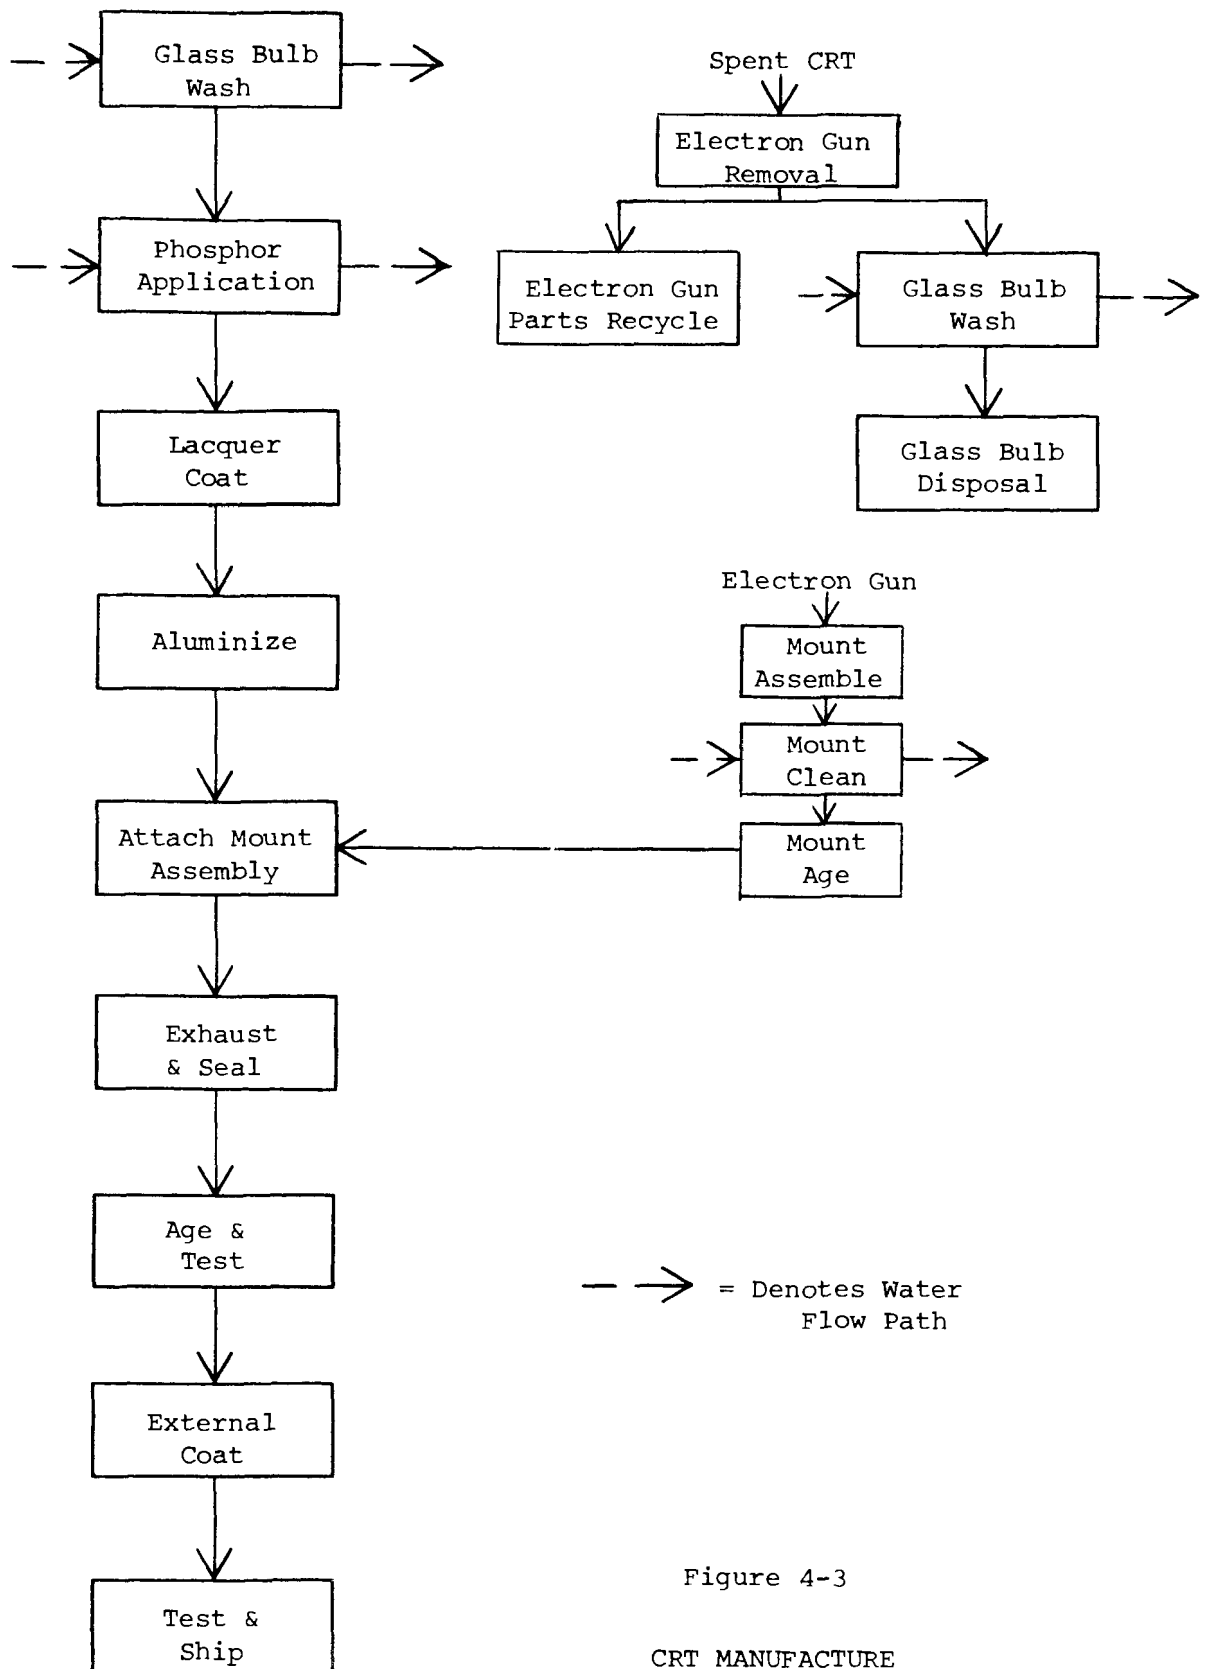 Glass Bulb
Wash
Phosphor
Application
Lacquer
Coat
Aluminize
Attach Mount
Assembly
Exhaust
& Seal
Age &
Test
External
Coat
Test &
Ship
Spent CRT
Electron Gun
Removal
Electron Gun
Parts Recycle
Glass Bulb
Wash
Glass Bulb
Disposal
Electron Gun
Mount
Assemble
Mount
Clean
Mount
Age
= Denotes Water
Flow Path
Figure 4-3
CRT MANUFACTURE